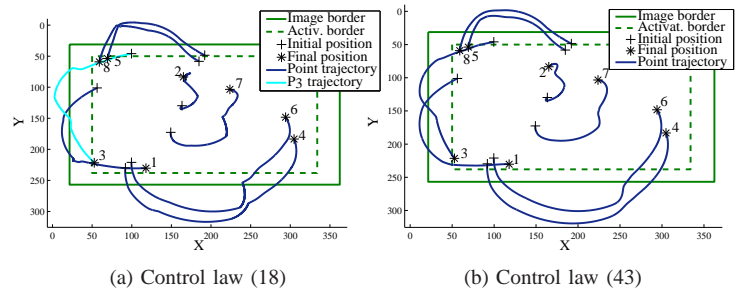 Image border
Activ. border
Initial position
Final position
Point trajectory
P3 trajectory
0
50
100
150
200
250
300
Y
0
50
100
150
200
250
300
350
X
8
5
2
7
6
4
3
1
(a) Control law (18)
Image border
Activat. border
Initial position
Final position
Point trajectory
0
50
100
150
200
250
300
Y
0
50
100
150
200
250
300
350
X
8
5
2
7
6
4
3
1
(b) Control law (43)